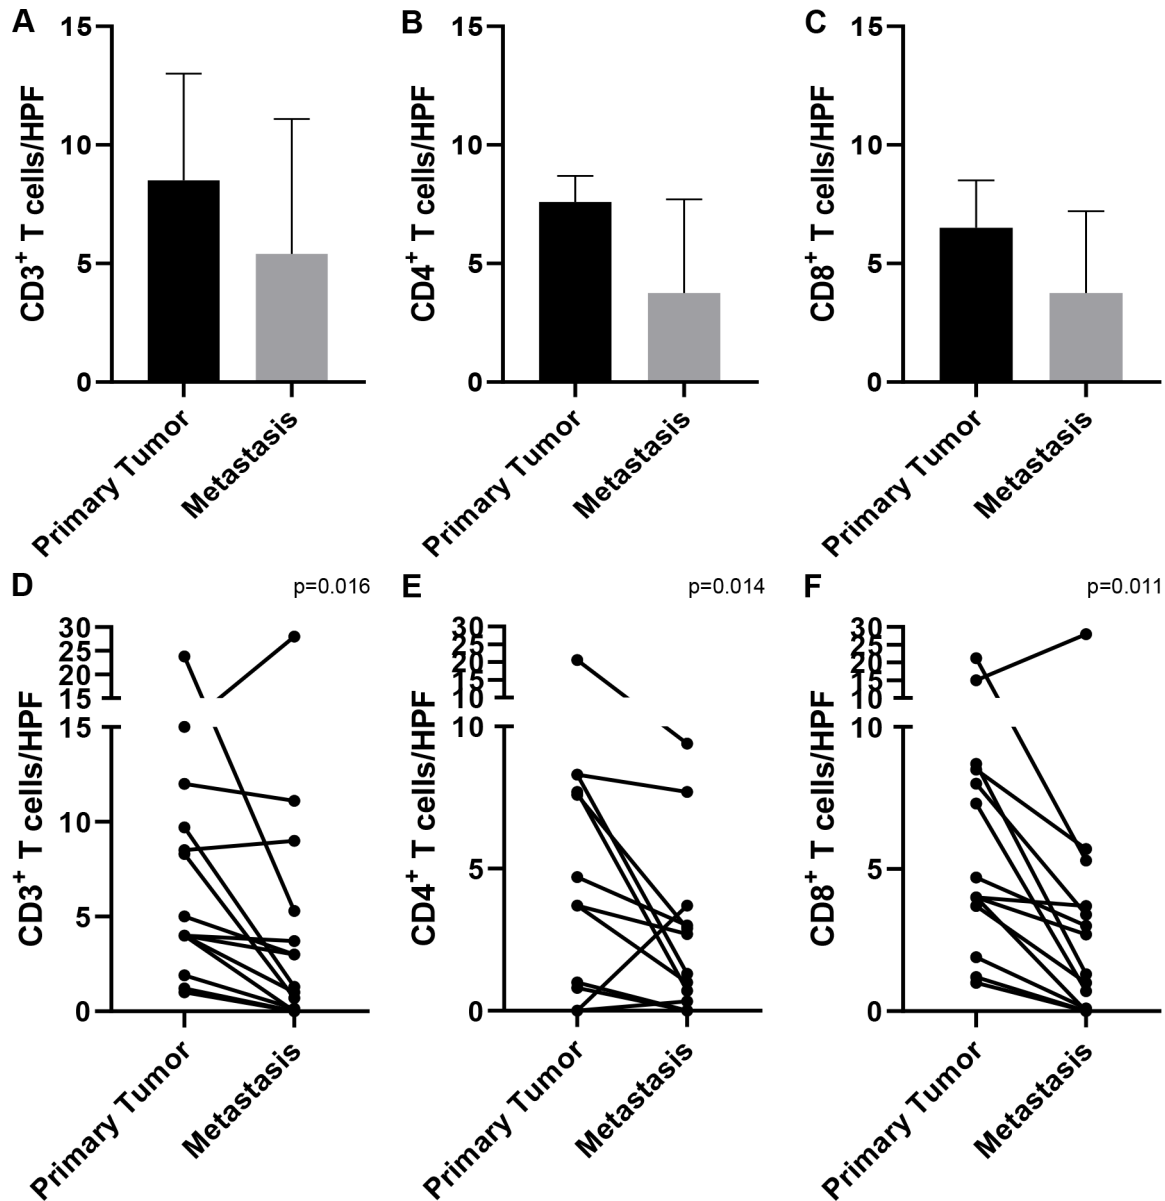 A
CD3⁺ T cells/HPF
15
10
5
0
Primary Tumor
Metastasis
B
CD4⁺ T cells/HPF
15
10
5
0
Primary Tumor
Metastasis
C
CD8⁺ T cells/HPF
15
10
5
0
Primary Tumor
Metastasis
D
p=0.016
CD3⁺ T cells/HPF
30
25
20
15
15
10
5
0
Primary Tumor
Metastasis
E
p=0.014
CD4⁺ T cells/HPF
30
25
20
15
10
10
5
0
Primary Tumor
Metastasis
F
p=0.011
CD8⁺ T cells/HPF
30
25
20
15
10
10
5
0
Primary Tumor
Metastasis